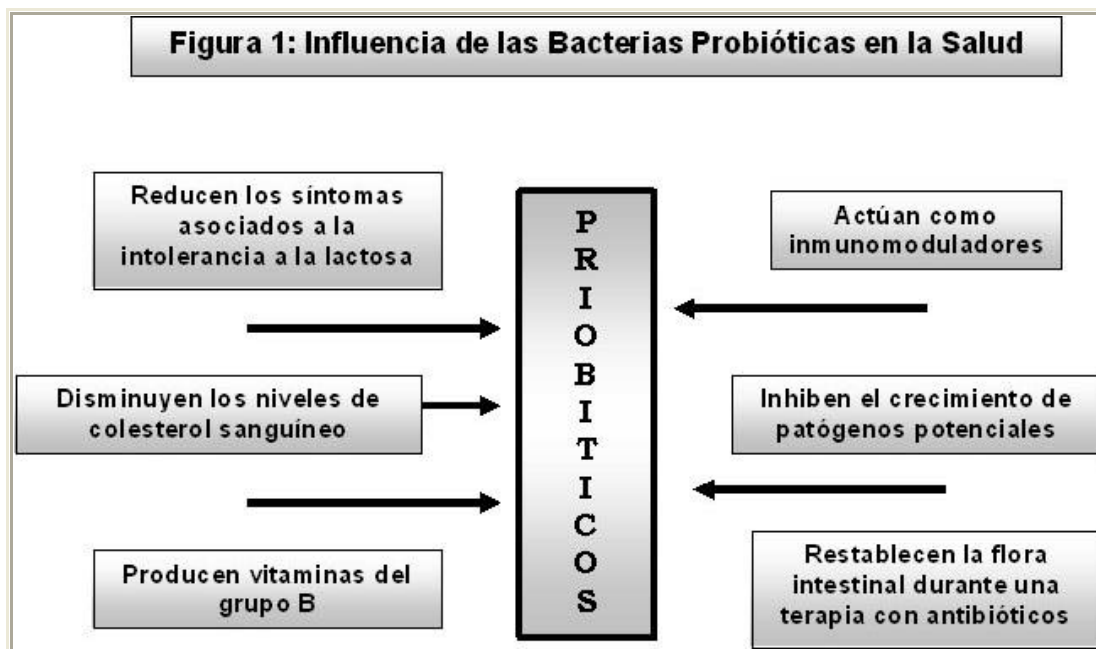 Figura 1: Influencia de las Bacterias Probióticas en la Salud
Reducen los síntomas
asociados a la
intolerancia a la lactosa
Disminuyen los niveles de
colesterol sanguíneo
Producen vitaminas del
grupo B
P
R
I
O
B
I
T
I
C
O
S
Actúan como
inmunomoduladores
Inhiben el crecimiento de
patógenos potenciales
Restablecen la flora
intestinal durante una
terapia con antibióticos